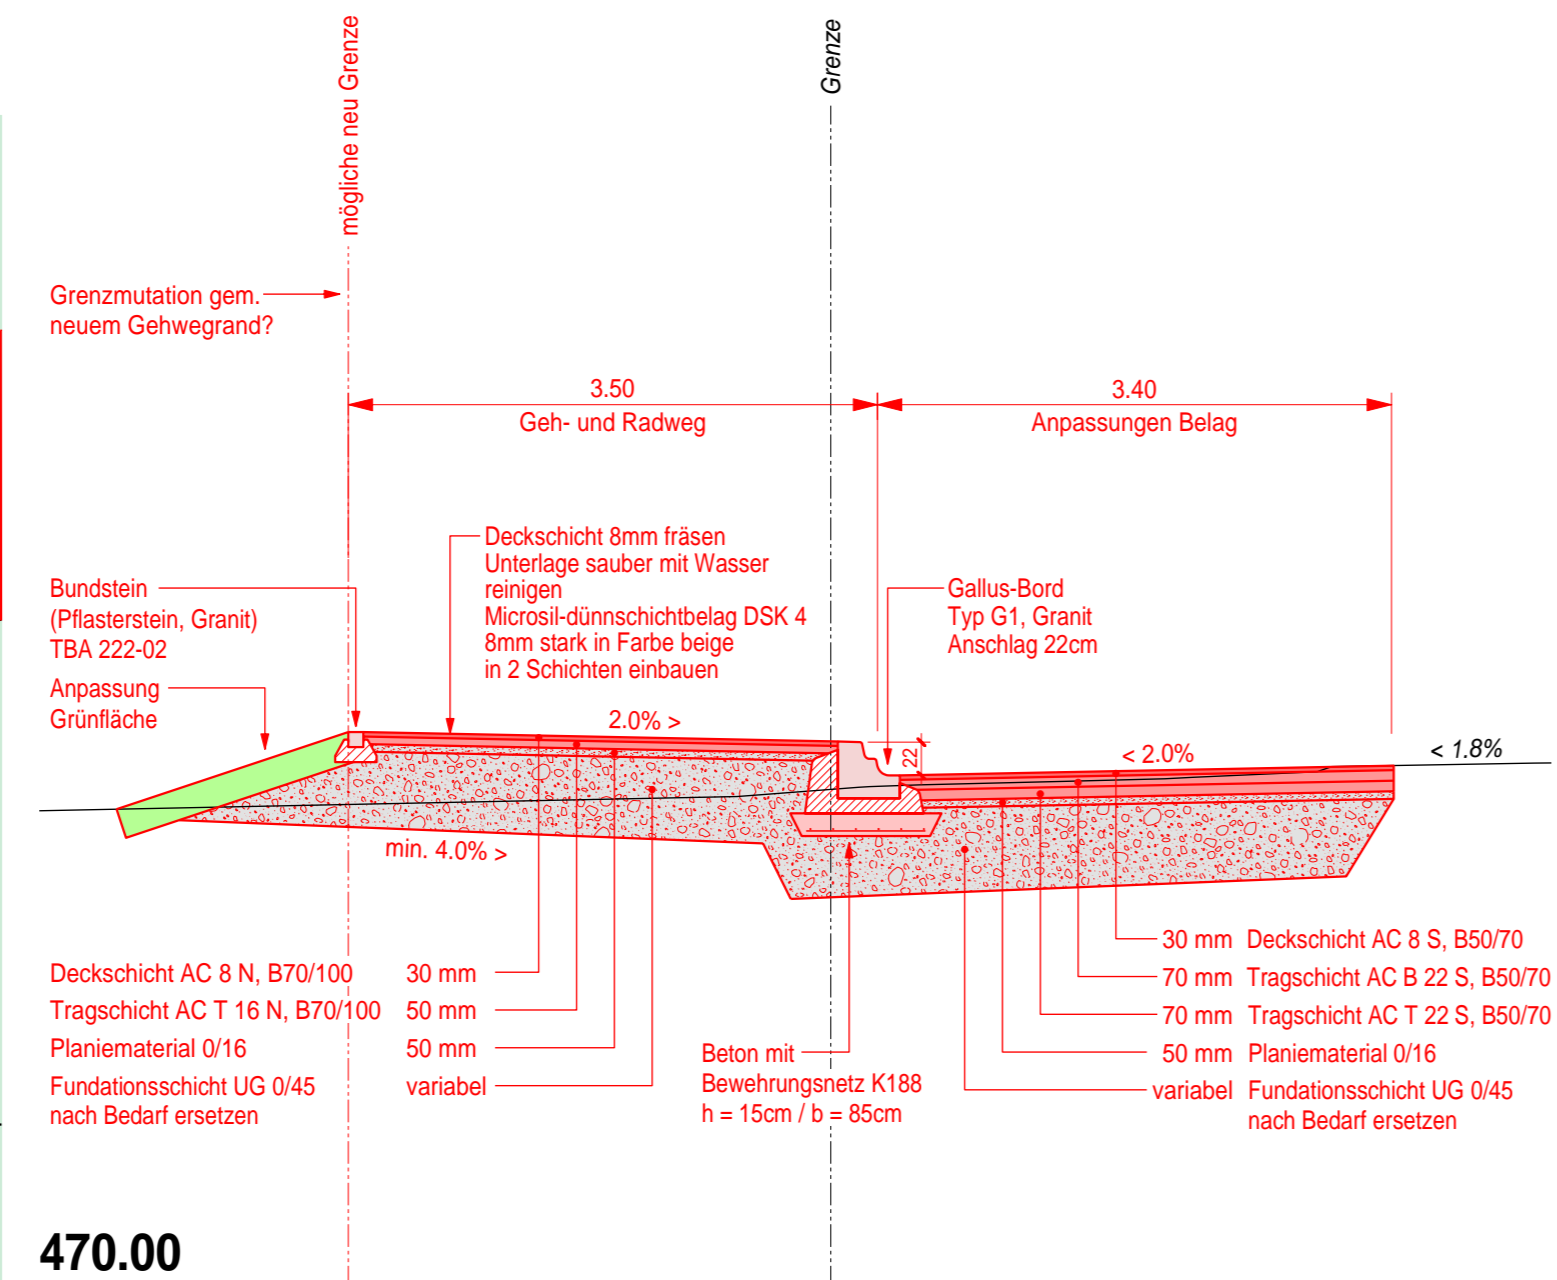 mögliche neu Grenze
Grenze
Grenzmutation gem.
neuem Gehwegrand?
3.50
Geh- und Radweg
3.40
Anpassungen Belag
Deckschicht 8mm fräsen
Unterlage sauber mit Wasser
reinigen
Microsil-dünnschichtbelag DSK 4
8mm stark in Farbe beige
in 2 Schichten einbauen
Bundstein
(Pflasterstein, Granit)
TBA 222-02
Anpassung
Grünfläche
Gallus-Bord
Typ G1, Granit
Anschlag 22cm
2.0% >
22
< 2.0%
< 1.8%
min. 4.0% >
Deckschicht AC 8 N, B70/100 30 mm
Tragschicht AC T 16 N, B70/100 50 mm
Planiematerial 0/16 50 mm
Fundationsschicht UG 0/45 variabel
nach Bedarf ersetzen
Beton mit
Bewehrungsnetz K188
h = 15cm / b = 85cm
30 mm Deckschicht AC 8 S, B50/70
70 mm Tragschicht AC B 22 S, B50/70
70 mm Tragschicht AC T 22 S, B50/70
50 mm Planiematerial 0/16
variabel Fundationsschicht UG 0/45
nach Bedarf ersetzen
470.00